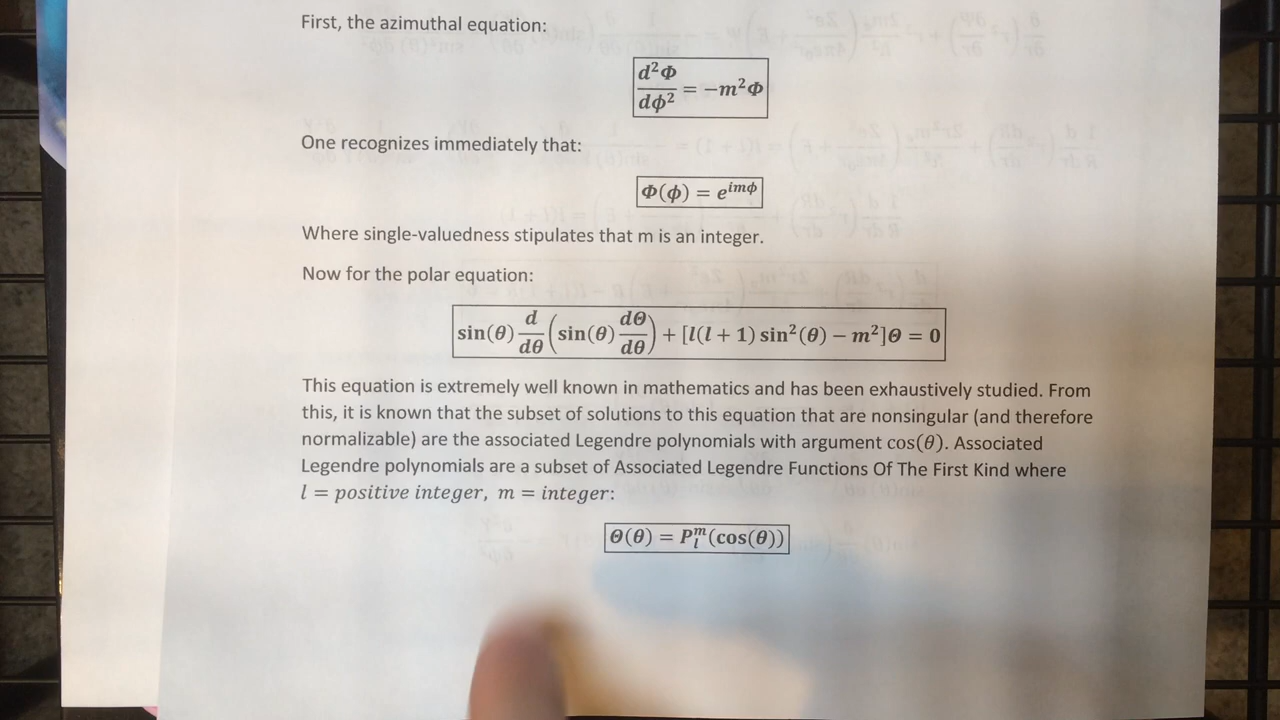 First, the azimuthal equation:
d²Φ/dϕ² = −m²Φ
One recognizes immediately that:
Φ(ϕ) = e^{imϕ}
Where single-valuedness stipulates that m is an integer.
Now for the polar equation:
sin(θ) d/dθ (sin(θ) dΘ/dθ) + [l(l + 1) sin²(θ) − m²]Θ = 0
This equation is extremely well known in mathematics and has been exhaustively studied. From
this, it is known that the subset of solutions to this equation that are nonsingular (and therefore
normalizable) are the associated Legendre polynomials with argument cos(θ). Associated
Legendre polynomials are a subset of Associated Legendre Functions Of The First Kind where
l = positive integer, m = integer:
Θ(θ) = P_l^m(cos(θ))